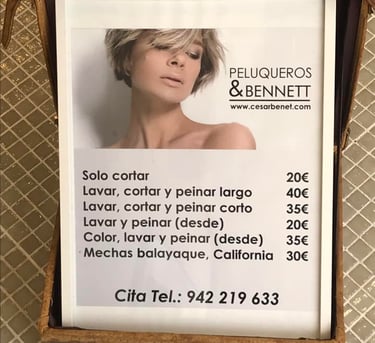 PELUQUEROS
&BENNETT
www.cesarbenet.com
Solo cortar 20€
Lavar, cortar y peinar largo 40€
Lavar, cortar y peinar corto 35€
Lavar y peinar (desde) 20€
Color, lavar y peinar (desde) 35€
Mechas balayaque, California 30€
Cita Tel.: 942 219 633